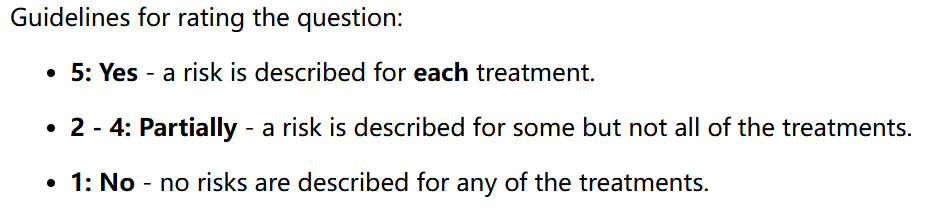 Guidelines for rating the question:
• 5: Yes - a risk is described for each treatment.
• 2 - 4: Partially - a risk is described for some but not all of the treatments.
• 1: No - no risks are described for any of the treatments.